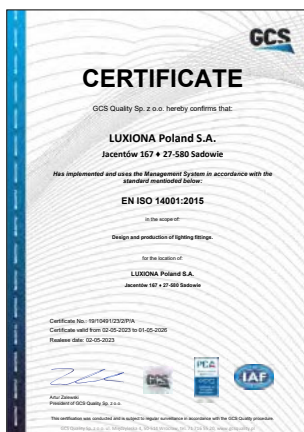 GCS
CERTIFICATE
GCS Quality Sp. z o.o. hereby confirms that:
LUXIONA Poland S.A.
Jacentów 167 ♦ 27-580 Sadowie
Has implemented and uses the Management System in accordance with the
standard mentioded below:
EN ISO 14001:2015
in the scope of:
Design and production of lighting fittings.
for the location of:
LUXIONA Poland S.A.
Jacentów 167 ♦ 27-580 Sadowie
Certificate No.: 19/10491/23/2/P/A
Certificate valid from 02-05-2023 to 01-05-2026
Realese date: 02-05-2023
Artur Zalewski
President of GCS Quality Sp. z o.o.
GCS
PCA
IAF
This certification was conducted and is subject to regular surveillance in accordance with the GCS Quality procedure.